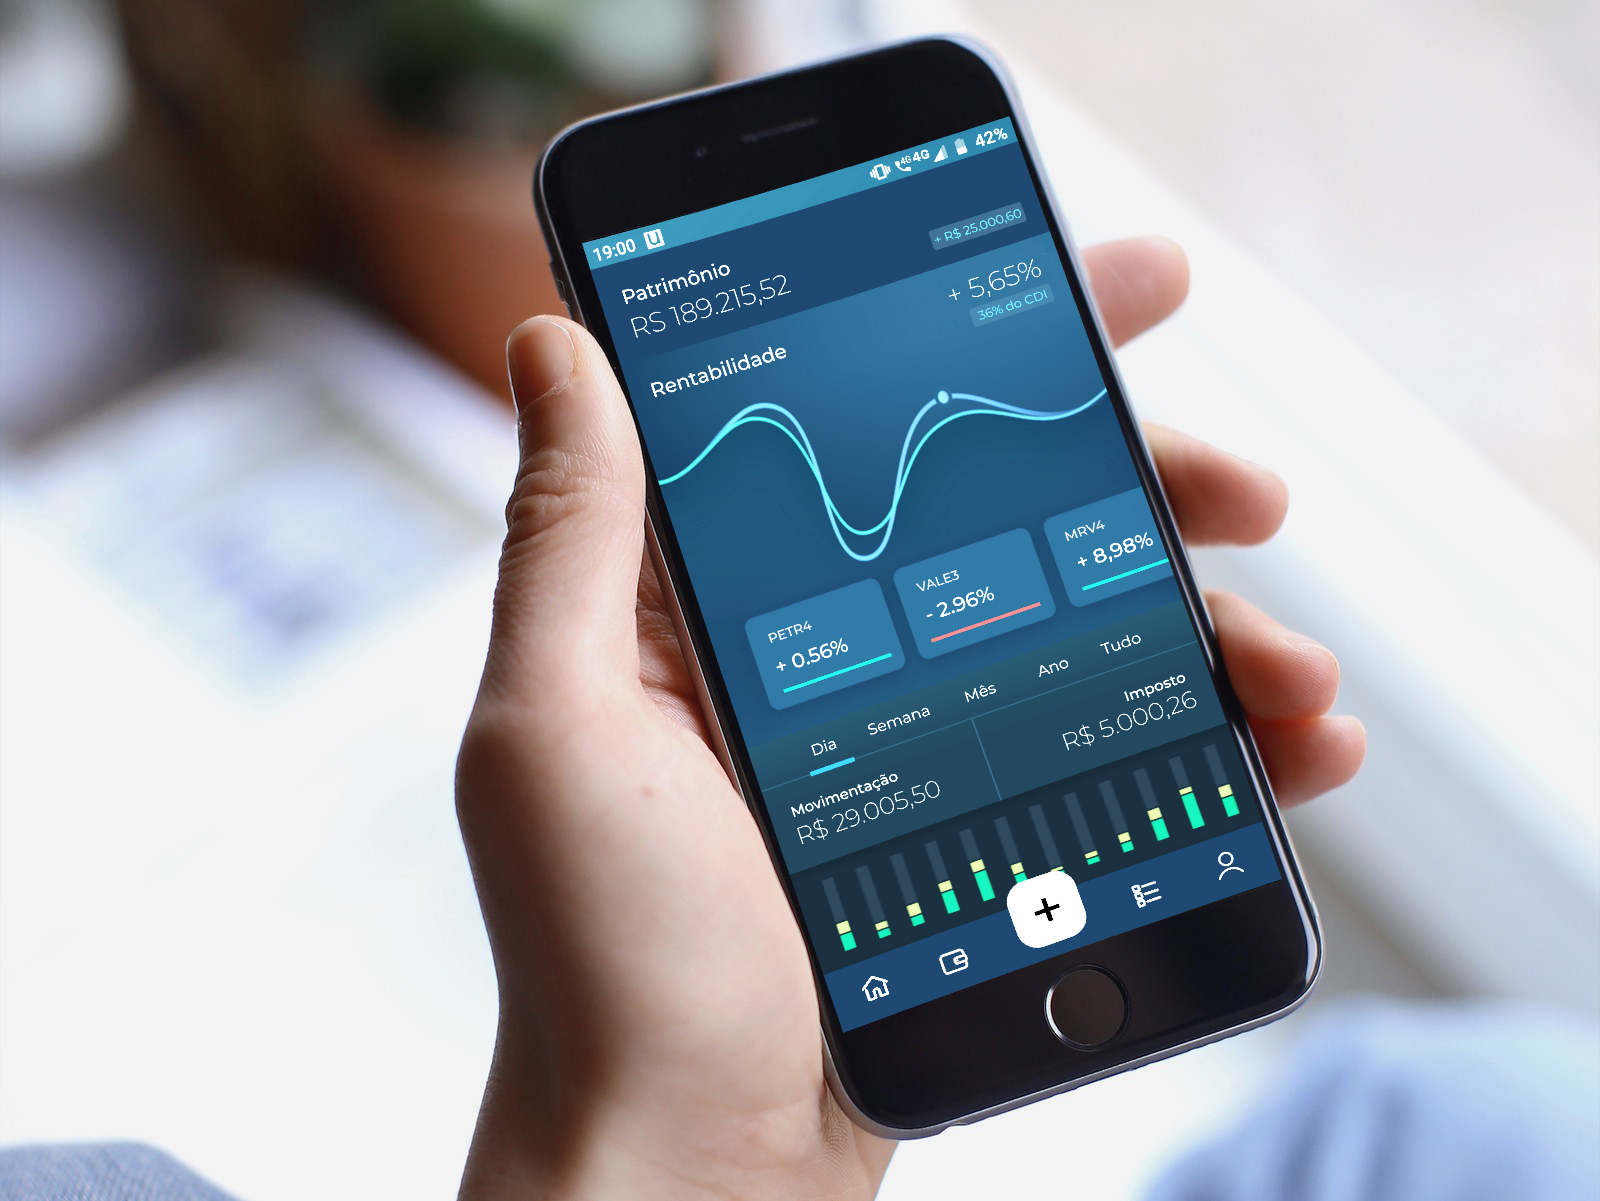 19:00 U 4G 4G 42%
+ R$ 25.000,60
Patrimônio
RS 189.215,52
+ 5,65%
36% do CDI
Rentabilidade
PETR4
+ 0.56%
VALE3
- 2.96%
MRV4
+ 8,98%
Dia Semana Mês Ano Tudo
Movimentação
R$ 29.005,50
Imposto
R$ 5.000,26